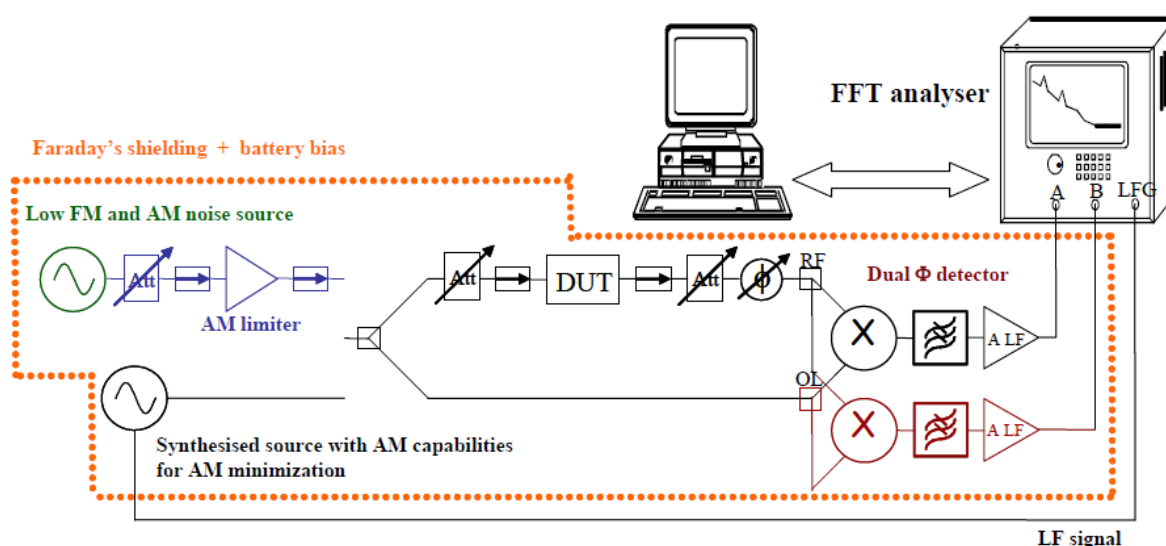 FFT analyser
Faraday's shielding + battery bias
A B LFG
Low FM and AM noise source
Att
AM limiter
Att
DUT
Att
ϕ
RF
Dual Φ detector
X
A LF
OL
X
A LF
Synthesised source with AM capabilities
for AM minimization
LF signal